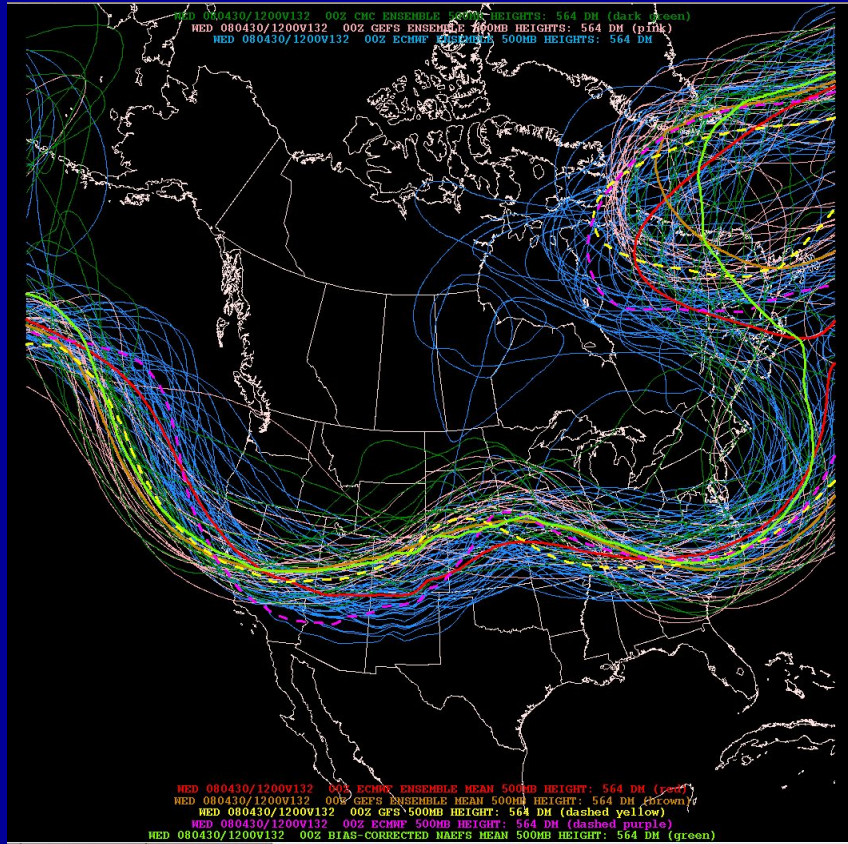 WED 080430/1200V132 00Z CMC ENSEMBLE 500MB HEIGHTS: 564 DM (dark green)
WED 080430/1200V132 00Z GEFS ENSEMBLE 500MB HEIGHTS: 564 DM (pink)
WED 080430/1200V132 00Z ECMWF ENSEMBLE 500MB HEIGHTS: 564 DM
WED 080430/1200V132 00Z ECMWF ENSEMBLE MEAN 500MB HEIGHT: 564 DM (red)
WED 080430/1200V132 00Z GEFS ENSEMBLE MEAN 500MB HEIGHT: 564 DM (brown)
WED 080430/1200V132 00Z GFS 500MB HEIGHT: 564 DM (dashed yellow)
WED 080430/1200V132 00Z ECMWF 500MB HEIGHT: 564 DM (dashed purple)
WED 080430/1200V132 00Z BIAS-CORRECTED NAEFS MEAN 500MB HEIGHT: 564 DM (green)